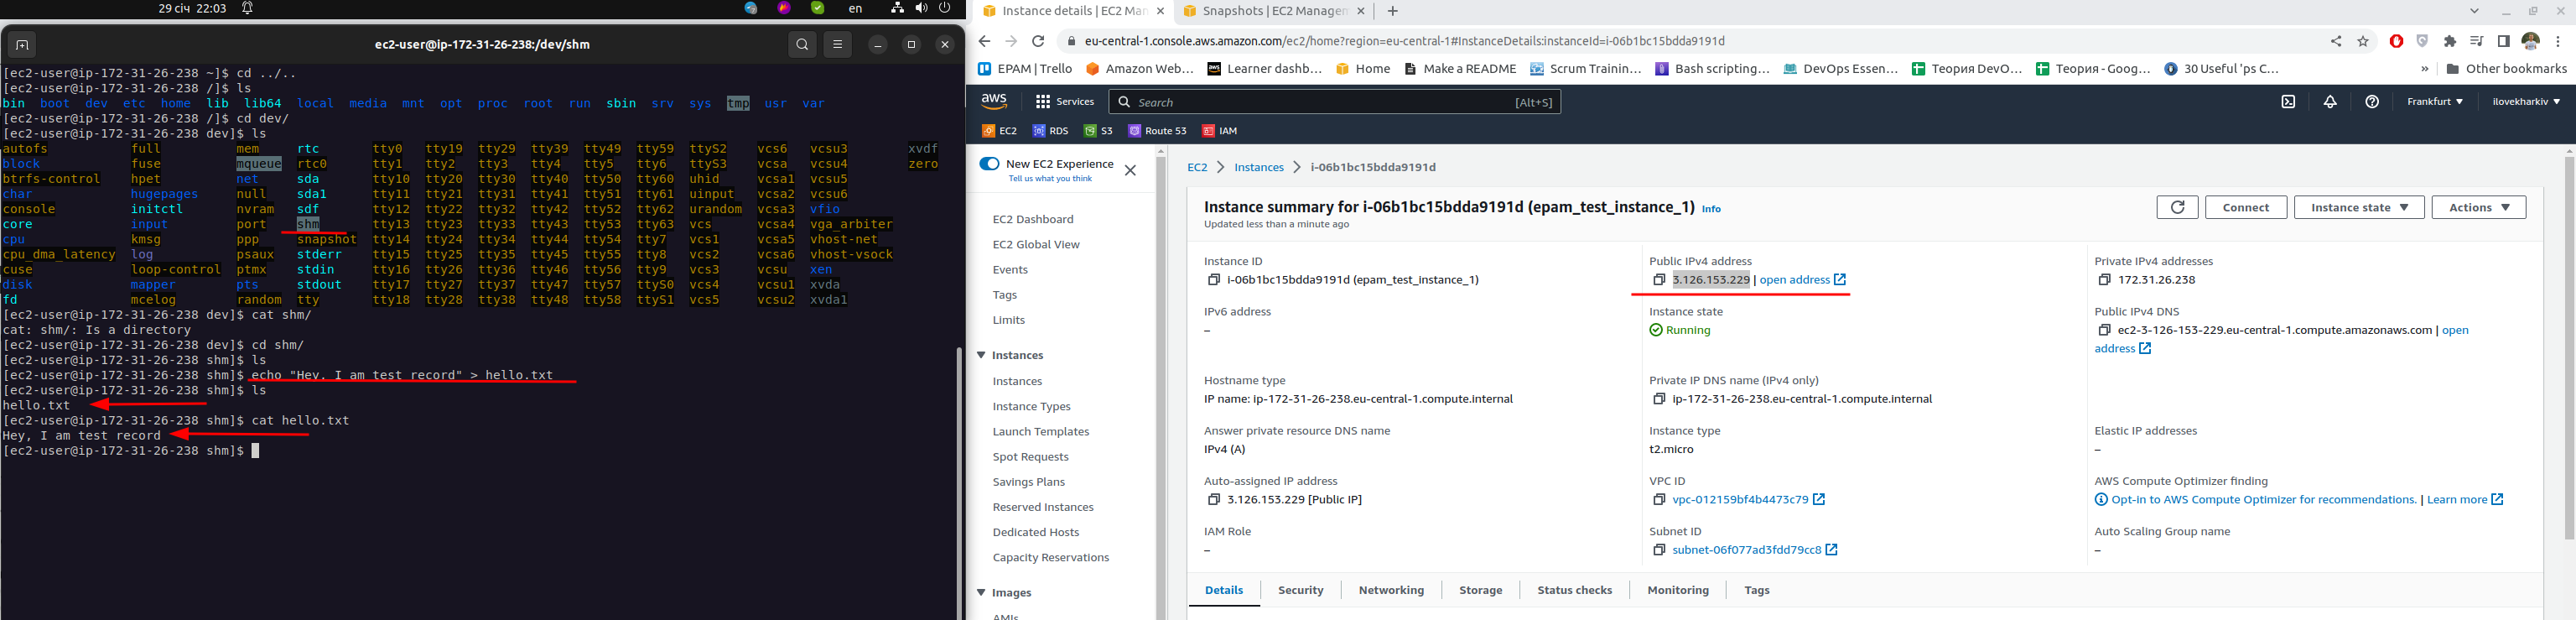 29 січ  22:03
en
ec2-user@ip-172-31-26-238:/dev/shm
[ec2-user@ip-172-31-26-238 ~]$ cd ../..
[ec2-user@ip-172-31-26-238 /]$ ls
bin  boot  dev  etc  home  lib  lib64  local  media  mnt  opt  proc  root  run  sbin  srv  sys  tmp  usr  var
[ec2-user@ip-172-31-26-238 /]$ cd dev/
[ec2-user@ip-172-31-26-238 dev]$ ls
autofs full mem rtc tty0 tty19 tty29 tty39 tty49 tty59 ttyS2 vcs6 vcsu3 xvdf
block fuse mqueue rtc0 tty1 tty2 tty3 tty4 tty5 tty6 ttyS3 vcsa vcsu4 zero
btrfs-control hpet net sda tty10 tty20 tty30 tty40 tty50 tty60 uhid vcsa1 vcsu5
char hugepages null sda1 tty11 tty21 tty31 tty41 tty51 tty61 uinput vcsa2 vcsu6
console initctl nvram sdf tty12 tty22 tty32 tty42 tty52 tty62 urandom vcsa3 vfio
core input port shm tty13 tty23 tty33 tty43 tty53 tty63 vcs vcsa4 vga_arbiter
cpu kmsg ppp snapshot tty14 tty24 tty34 tty44 tty54 tty7 vcs1 vcsa5 vhost-net
cpu_dma_latency log psaux stderr tty15 tty25 tty35 tty45 tty55 tty8 vcs2 vcsa6 vhost-vsock
cuse loop-control ptmx stdin tty16 tty26 tty36 tty46 tty56 tty9 vcs3 vcsu xen
disk mapper pts stdout tty17 tty27 tty37 tty47 tty57 ttyS0 vcs4 vcsu1 xvda
fd mcelog random tty tty18 tty28 tty38 tty48 tty58 ttyS1 vcs5 vcsu2 xvda1
[ec2-user@ip-172-31-26-238 dev]$ cat shm/
cat: shm/: Is a directory
[ec2-user@ip-172-31-26-238 dev]$ cd shm/
[ec2-user@ip-172-31-26-238 shm]$ ls
[ec2-user@ip-172-31-26-238 shm]$ echo "Hey, I am test record" > hello.txt
[ec2-user@ip-172-31-26-238 shm]$ ls
hello.txt
[ec2-user@ip-172-31-26-238 shm]$ cat hello.txt
Hey, I am test record
[ec2-user@ip-172-31-26-238 shm]$
Instance details | EC2 Man
Snapshots | EC2 Managem
eu-central-1.console.aws.amazon.com/ec2/home?region=eu-central-1#InstanceDetails:instanceId=i-06b1bc15bdda9191d
EPAM | Trello
Amazon Web...
Learner dashb...
Home
Make a README
Scrum Trainin...
Bash scripting...
DevOps Essen...
Теория DevO...
Теория - Goog...
30 Useful 'ps C...
»
Other bookmarks
aws
Services
Search
[Alt+S]
Frankfurt
ilovekharkiv
EC2
RDS
S3
Route 53
IAM
New EC2 Experience
Tell us what you think
EC2 Dashboard
EC2 Global View
Events
Tags
Limits
Instances
Instances
Instance Types
Launch Templates
Spot Requests
Savings Plans
Reserved Instances
Dedicated Hosts
Capacity Reservations
Images
AMIs
EC2 > Instances > i-06b1bc15bdda9191d
Instance summary for i-06b1bc15bdda9191d (epam_test_instance_1) Info
Updated less than a minute ago
Connect
Instance state
Actions
Instance ID
i-06b1bc15bdda9191d (epam_test_instance_1)
Public IPv4 address
3.126.153.229 | open address
Private IPv4 addresses
172.31.26.238
IPv6 address
–
Instance state
Running
Public IPv4 DNS
ec2-3-126-153-229.eu-central-1.compute.amazonaws.com | open
address
Hostname type
IP name: ip-172-31-26-238.eu-central-1.compute.internal
Private IP DNS name (IPv4 only)
ip-172-31-26-238.eu-central-1.compute.internal
Answer private resource DNS name
IPv4 (A)
Instance type
t2.micro
Elastic IP addresses
–
Auto-assigned IP address
3.126.153.229 [Public IP]
VPC ID
vpc-012159bf4b4473c79
AWS Compute Optimizer finding
Opt-in to AWS Compute Optimizer for recommendations. | Learn more
IAM Role
–
Subnet ID
subnet-06f077ad3fdd79cc8
Auto Scaling Group name
–
Details
Security
Networking
Storage
Status checks
Monitoring
Tags